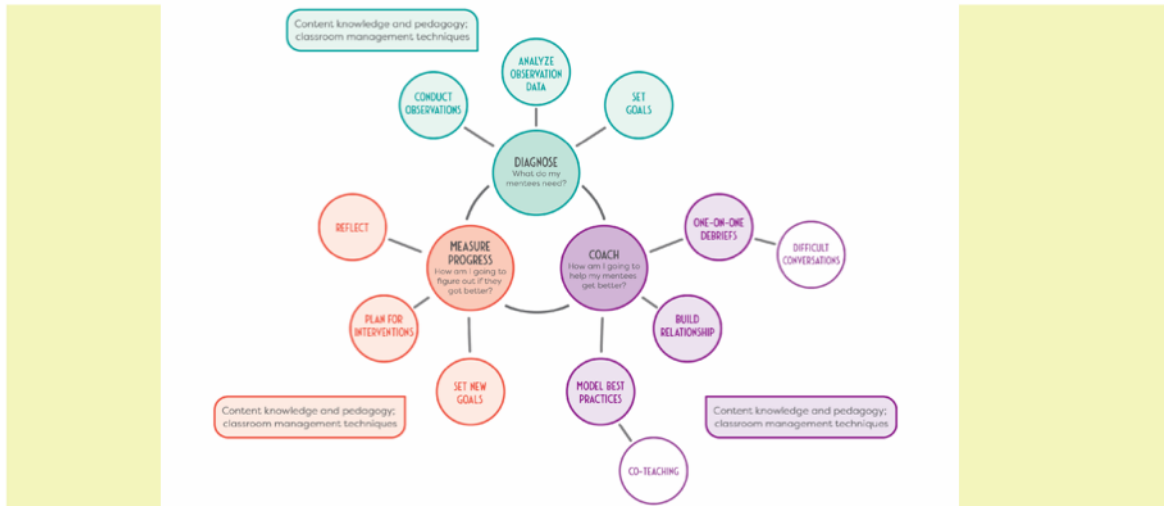 Content knowledge and pedagogy;
classroom management techniques
ANALYZE
OBSERVATION
DATA
CONDUCT
OBSERVATIONS
SET
GOALS
DIAGNOSE
What do my
mentees need?
REFLECT
MEASURE
PROGRESS
How am I going to
figure out if they
got better?
COACH
How am I going to
help my mentees
get better?
ONE-ON-ONE
DEBRIEFS
DIFFICULT
CONVERSATIONS
PLAN FOR
INTERVENTIONS
BUILD
RELATIONSHIP
SET NEW
GOALS
MODEL BEST
PRACTICES
Content knowledge and pedagogy;
classroom management techniques
Content knowledge and pedagogy;
classroom management techniques
CO-TEACHING